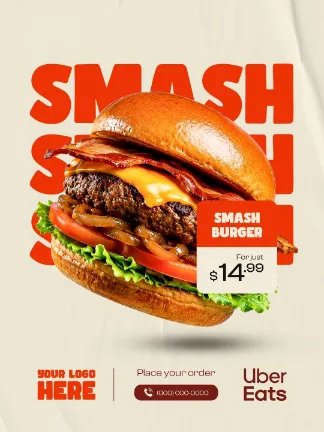 SMASH
SMASH
SMASH
SMASH
BURGER
For just
$14.99
YOUR LOGO
HERE
Place your order
(000) 000-0000
Uber
Eats